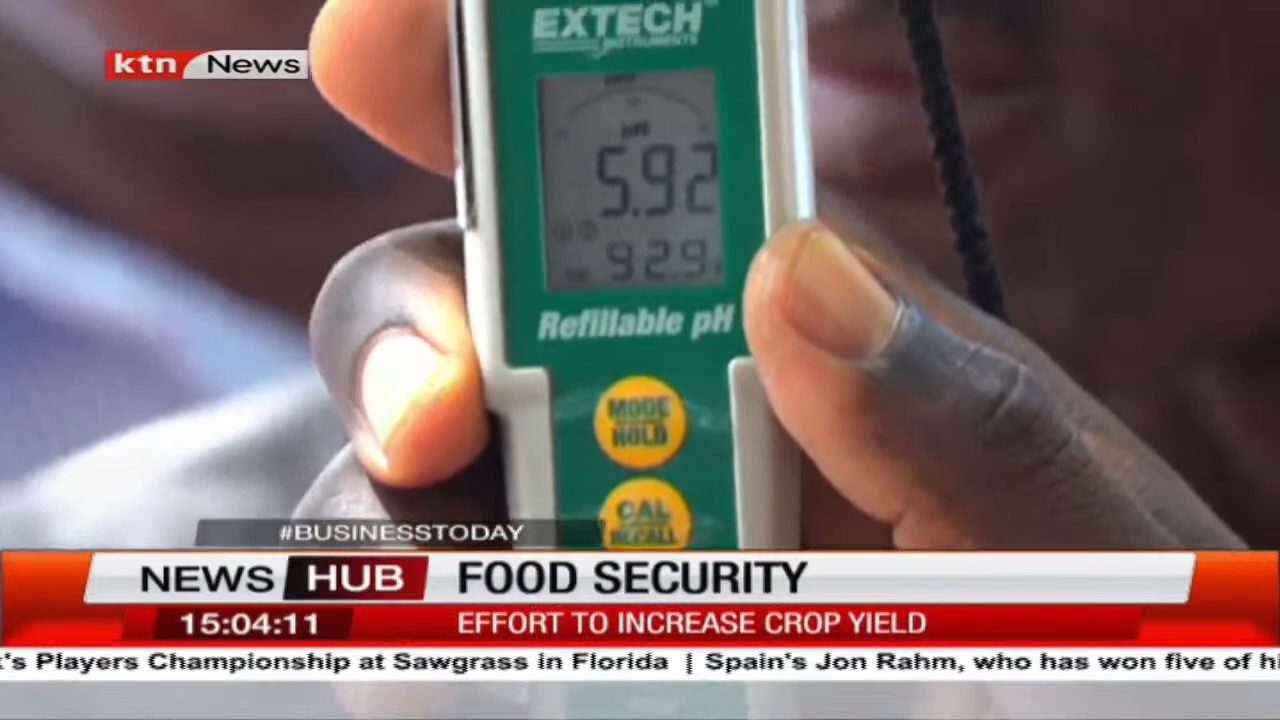 EXTECH
INSTRUMENTS
ktn News
pH
5.92
92.9
Refillable pH
MODE
HOLD
CAL
RECALL
#BUSINESSTODAY
NEWS HUB FOOD SECURITY
15:04:11 EFFORT TO INCREASE CROP YIELD
's Players Championship at Sawgrass in Florida | Spain's Jon Rahm, who has won five of hi